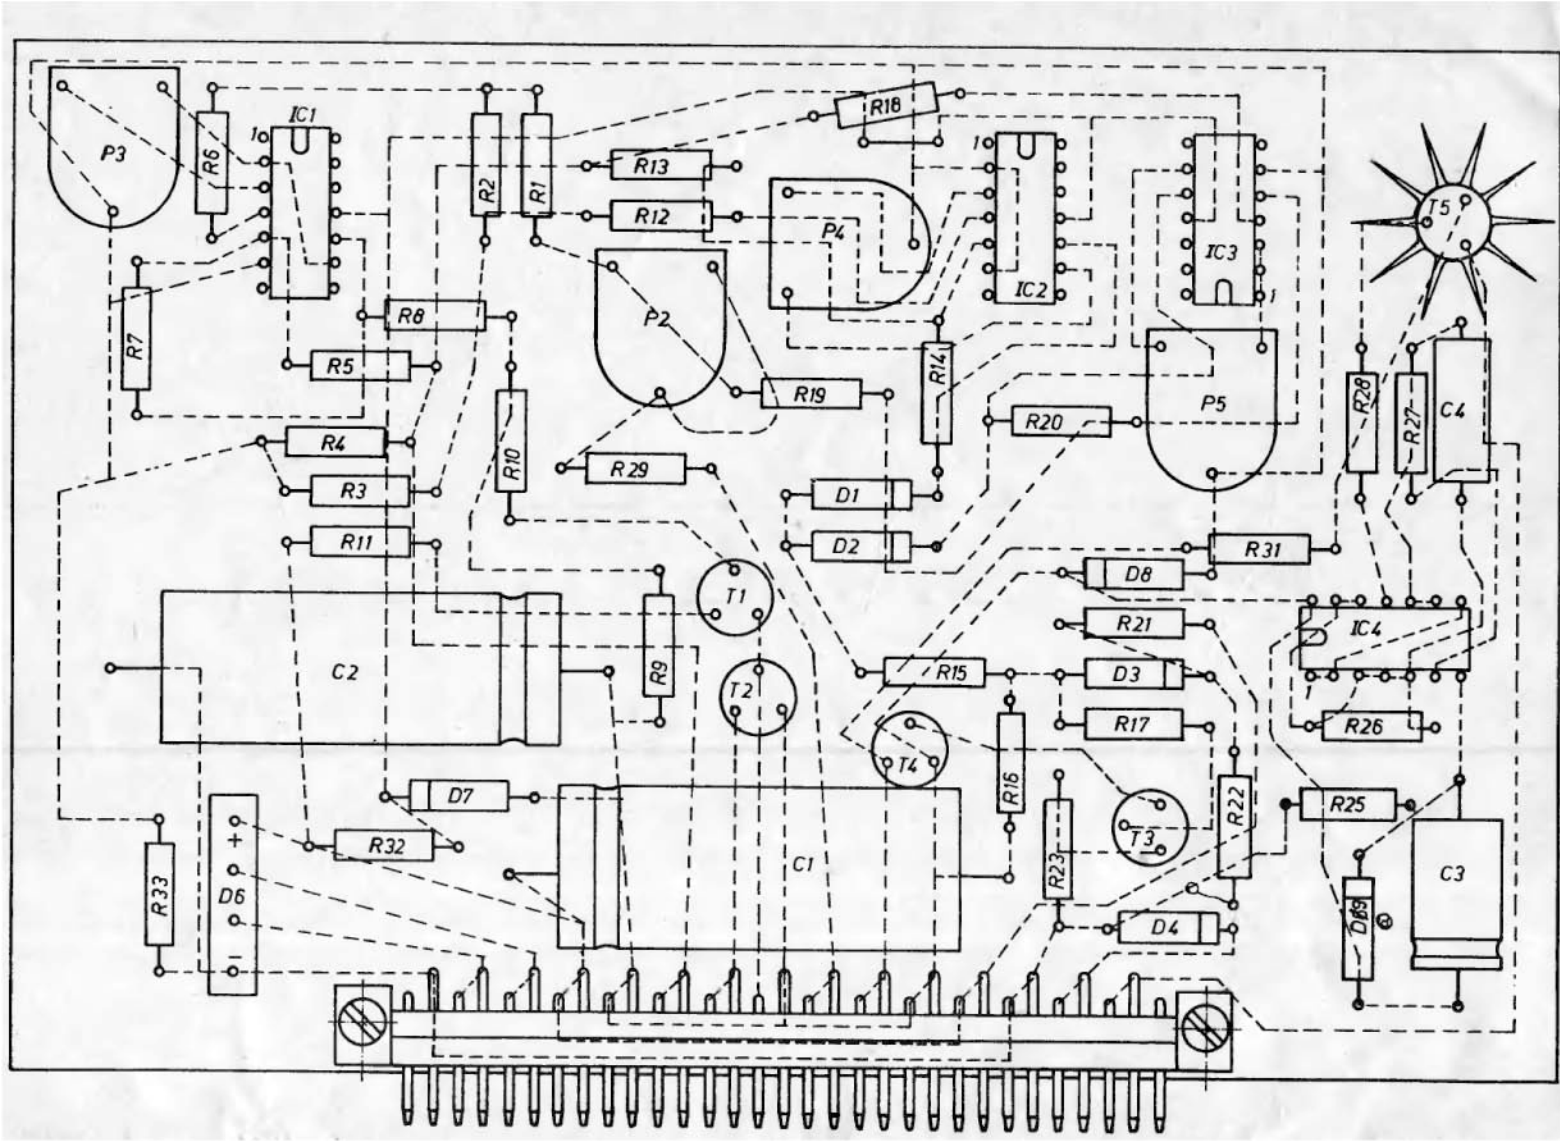 R18
IC1
1
P3
R6
R2
R1
R13
1
R12
P4
T5
IC3
R7
R8
P2
IC2
1
R5
R14
R19
R28
R27
C4
P5
R20
R4
R10
R29
R3
D1
R11
D2
R31
D8
T1
R21
IC4
C2
R9
R15
D3
1
T2
R17
R26
T4
R16
D7
R25
R22
T3
+
R32
C1
R23
C3
R33
D6
D4
−